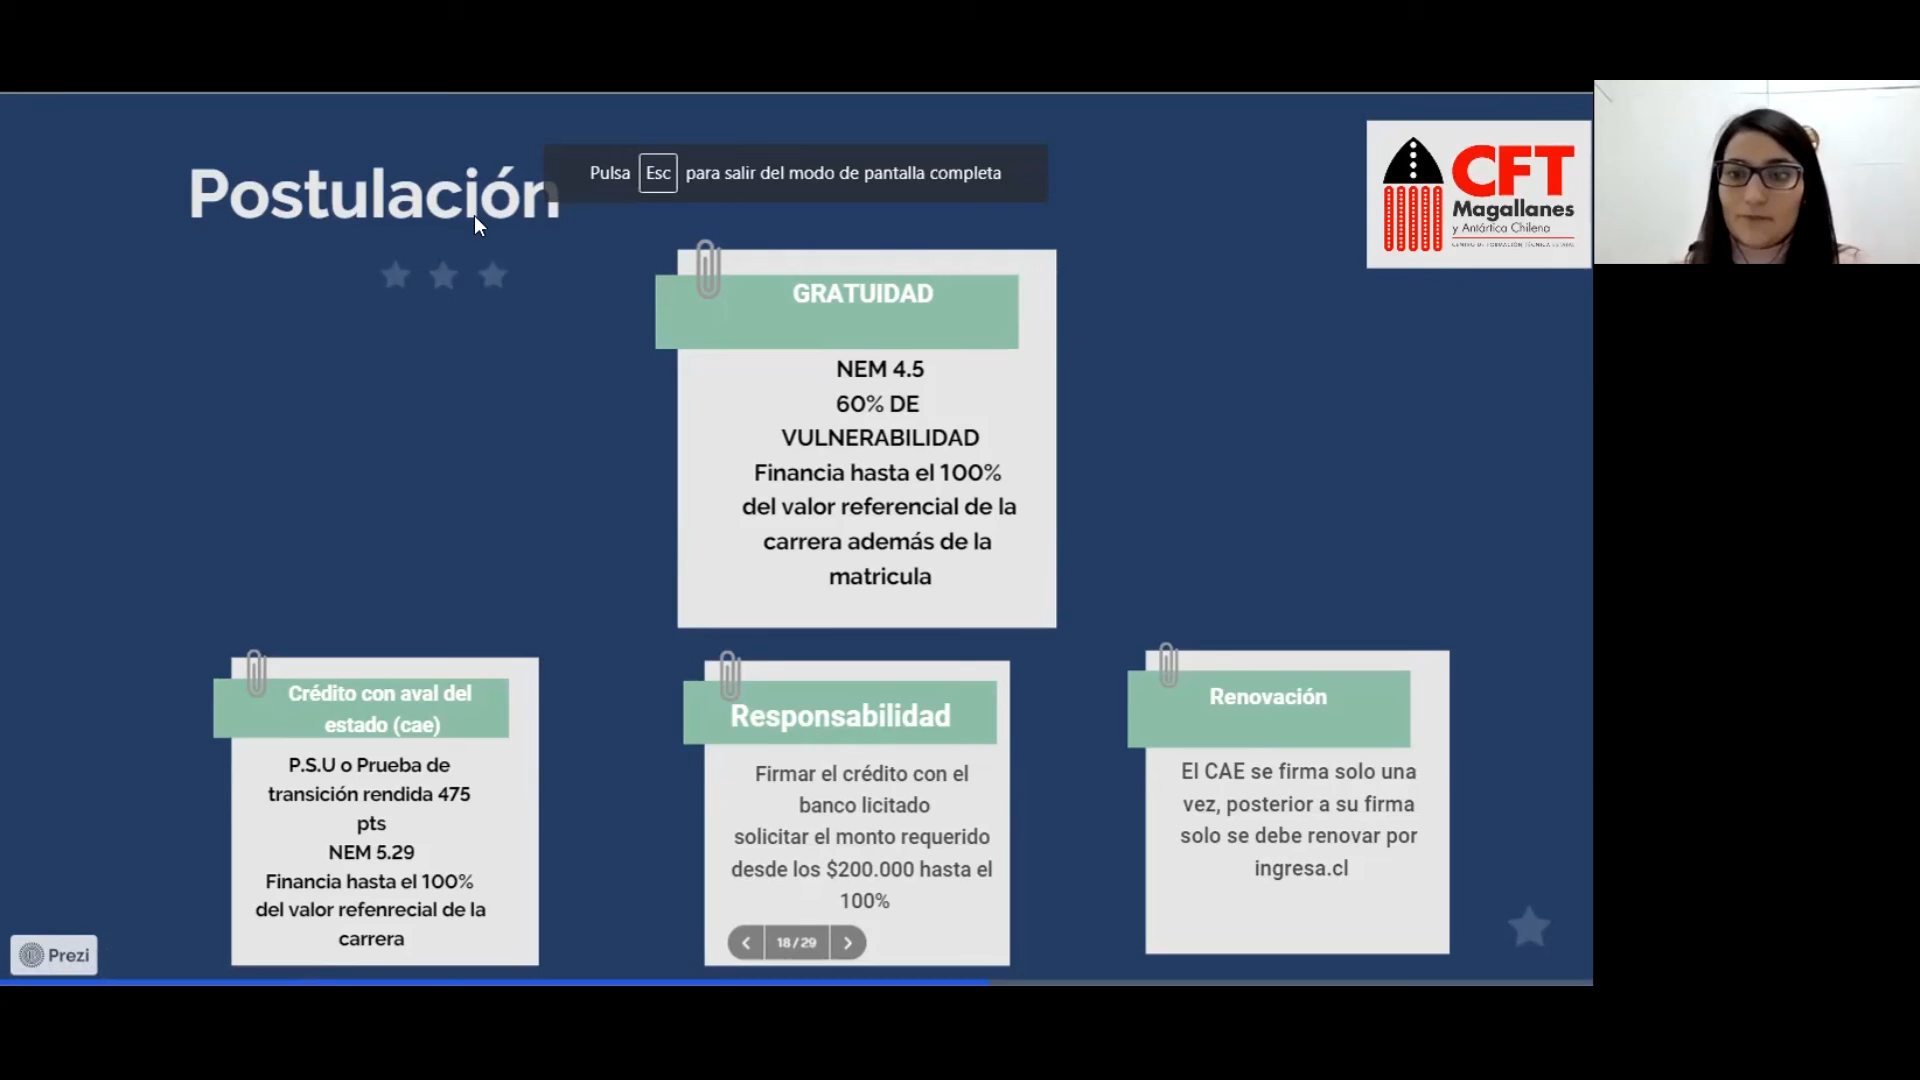 Postulación
Pulsa Esc para salir del modo de pantalla completa
CFT
Magallanes
y Antártica Chilena
CENTRO DE FORMACIÓN TÉCNICA ESTATAL
GRATUIDAD
NEM 4.5
60% DE
VULNERABILIDAD
Financia hasta el 100%
del valor referencial de la
carrera además de la
matricula
Crédito con aval del
estado (cae)
P.S.U o Prueba de
transición rendida 475
pts
NEM 5.29
Financia hasta el 100%
del valor refenrecial de la
carrera
Responsabilidad
Firmar el crédito con el
banco licitado
solicitar el monto requerido
desde los $200.000 hasta el
100%
18 / 29
Renovación
El CAE se firma solo una
vez, posterior a su firma
solo se debe renovar por
ingresa.cl
Prezi